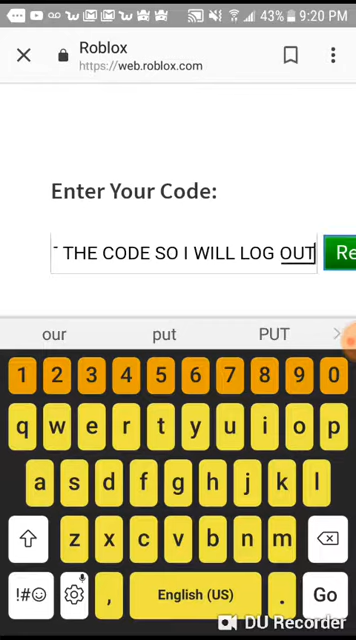 43% 9:20 PM
Roblox
https://web.roblox.com
Enter Your Code:
THE CODE SO I WILL LOG OUT
Re
our put PUT
1 2 3 4 5 6 7 8 9 0
q w e r t y u i o p
a s d f g h j k l
z x c v b n m
!#☺ , English (US) . Go
DU Recorder